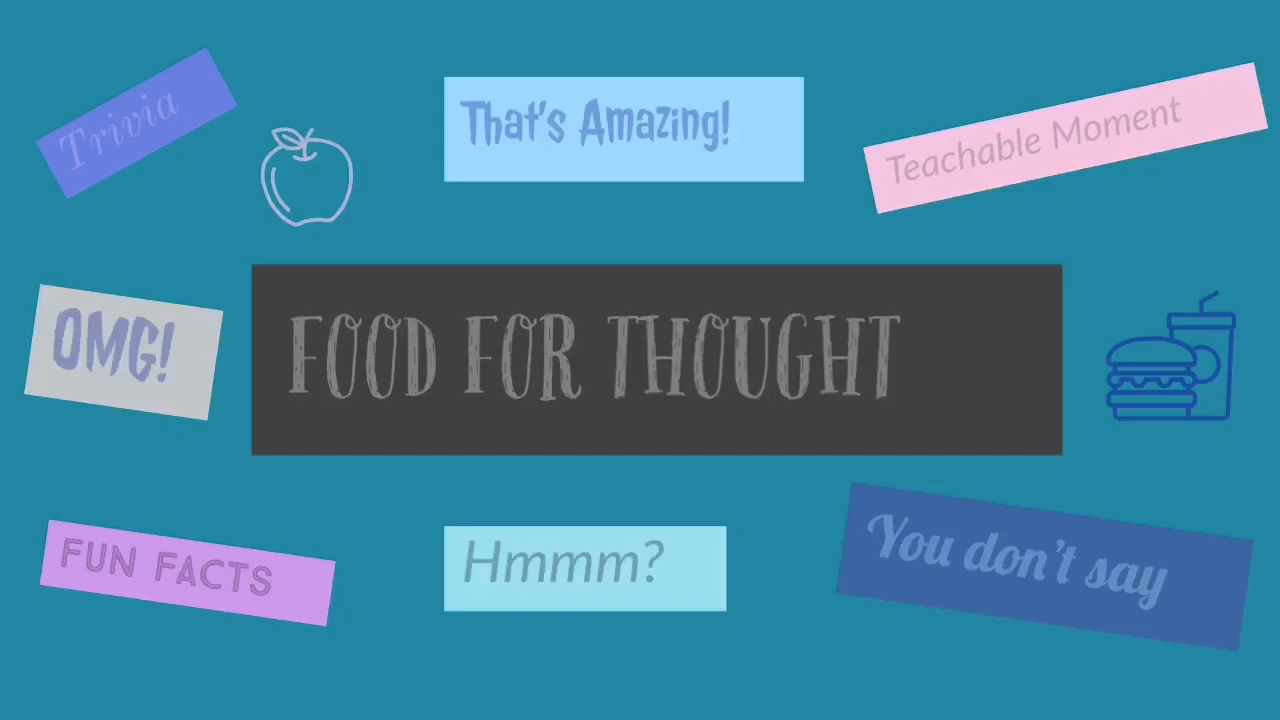 Trivia
That's Amazing!
Teachable Moment
OMG!
FOOD FOR THOUGHT
FUN FACTS
Hmmm?
You don't say